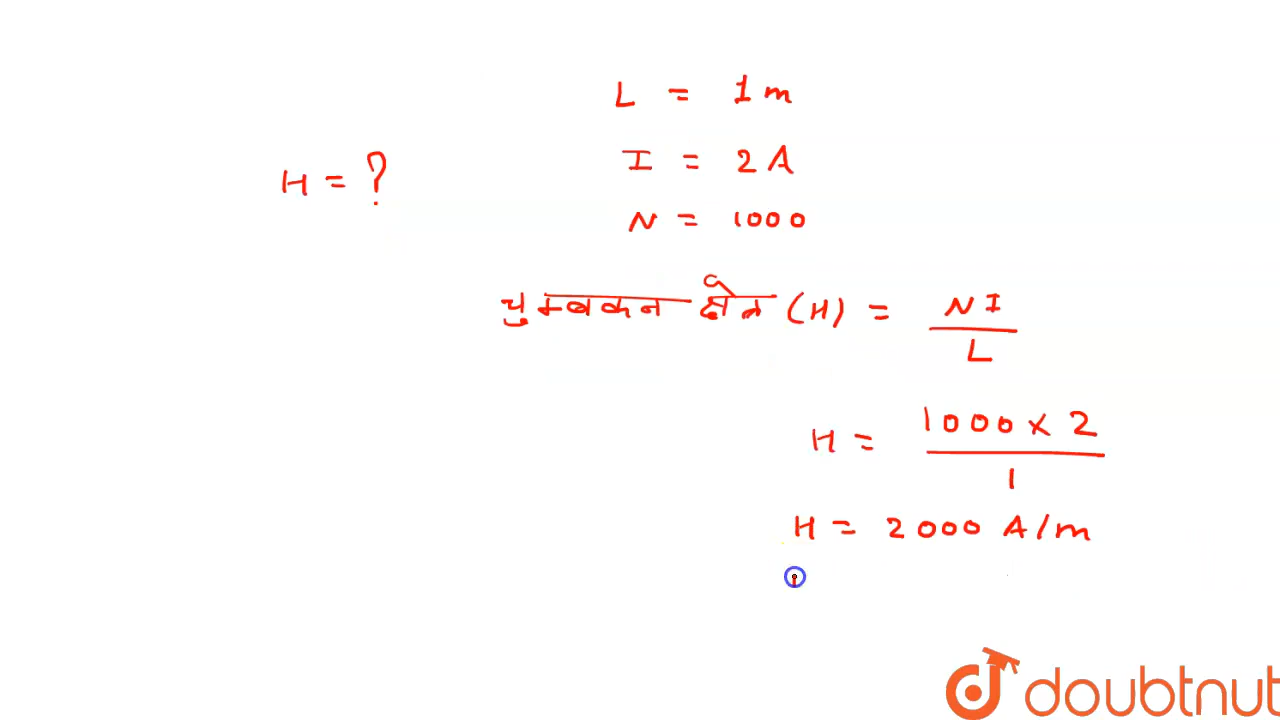 L = 1 m
H = ?
I = 2 A
N = 1000
चुम्बकन क्षेत्र (H) = NI / L
H = 1000 × 2 / 1
H = 2000 A/m
doubtnut